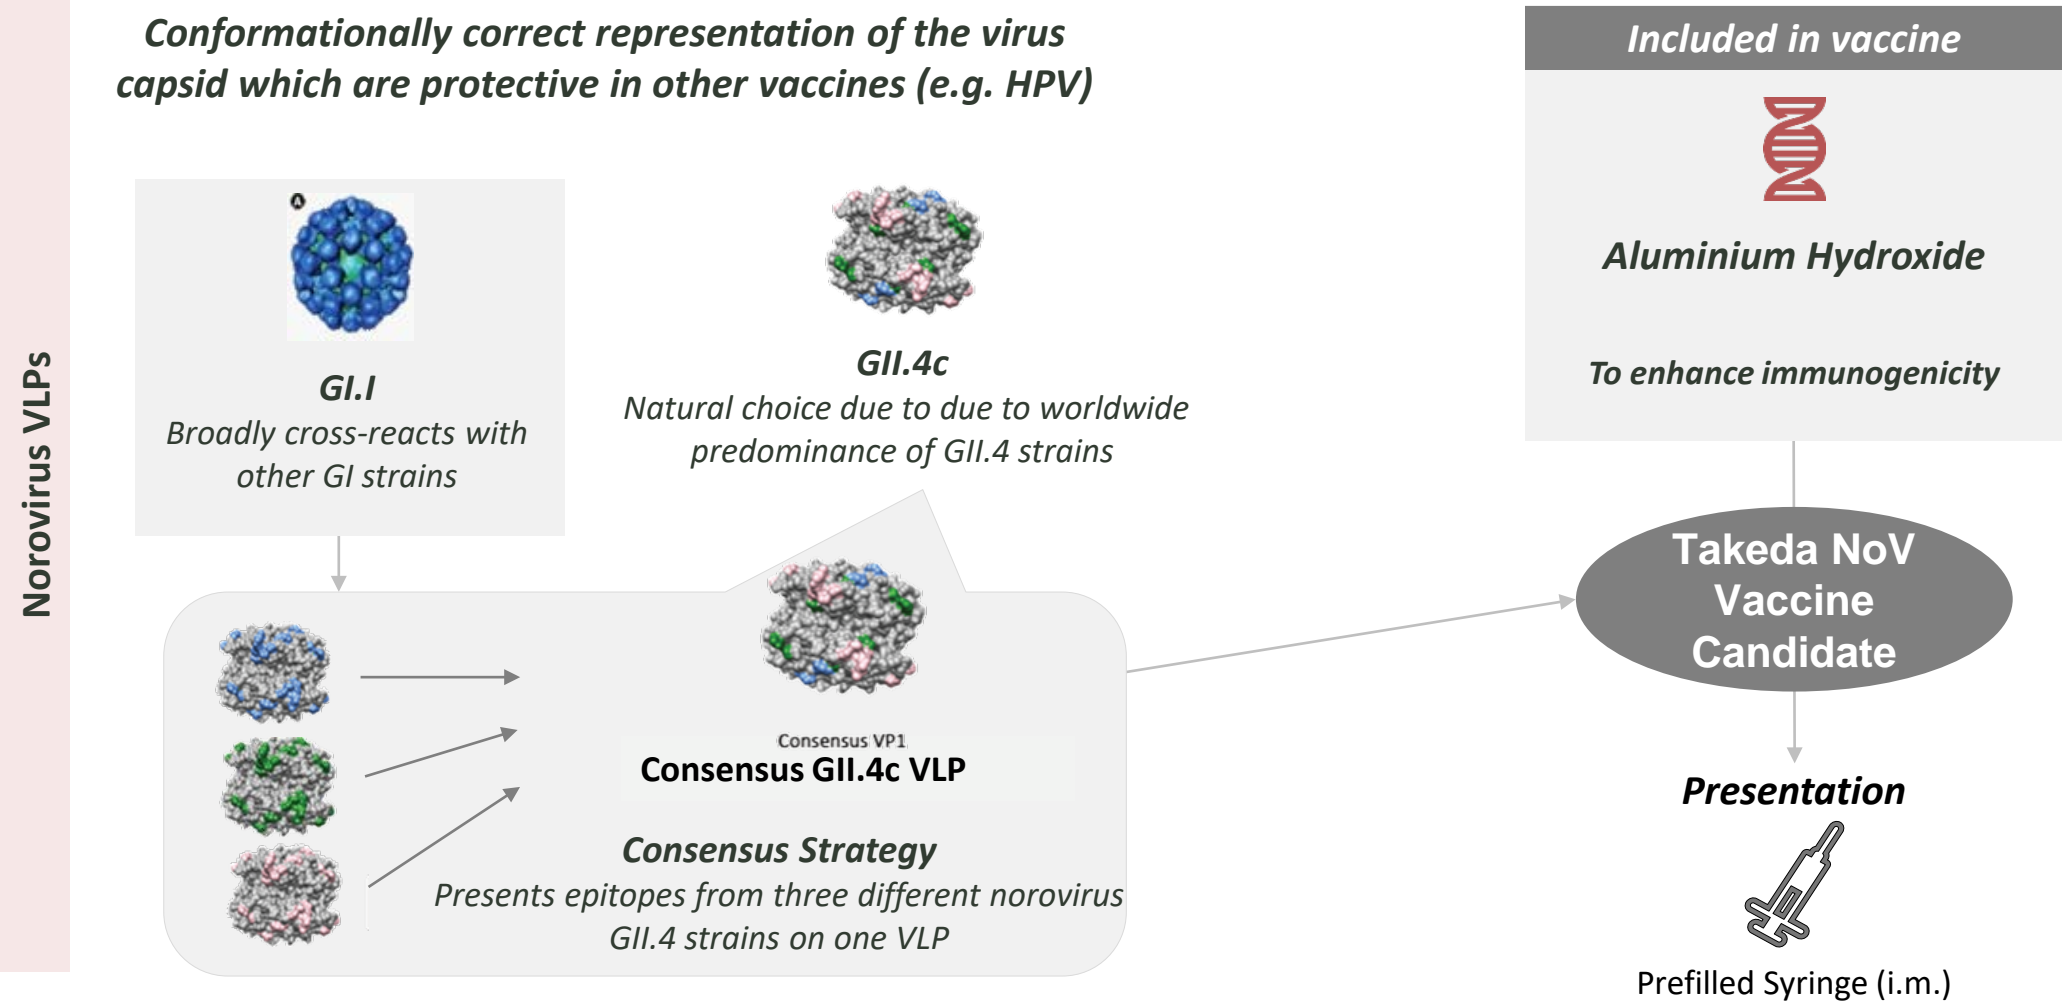 Norovirus VLPs
Conformationally correct representation of the virus
capsid which are protective in other vaccines (e.g. HPV)
A
GI.I
Broadly cross-reacts with
other GI strains
GII.4c
Natural choice due to due to worldwide
predominance of GII.4 strains
Consensus VP1
Consensus GII.4c VLP
Consensus Strategy
Presents epitopes from three different norovirus
GII.4 strains on one VLP
Included in vaccine
Aluminium Hydroxide
To enhance immunogenicity
Takeda NoV
Vaccine
Candidate
Presentation
Prefilled Syringe (i.m.)